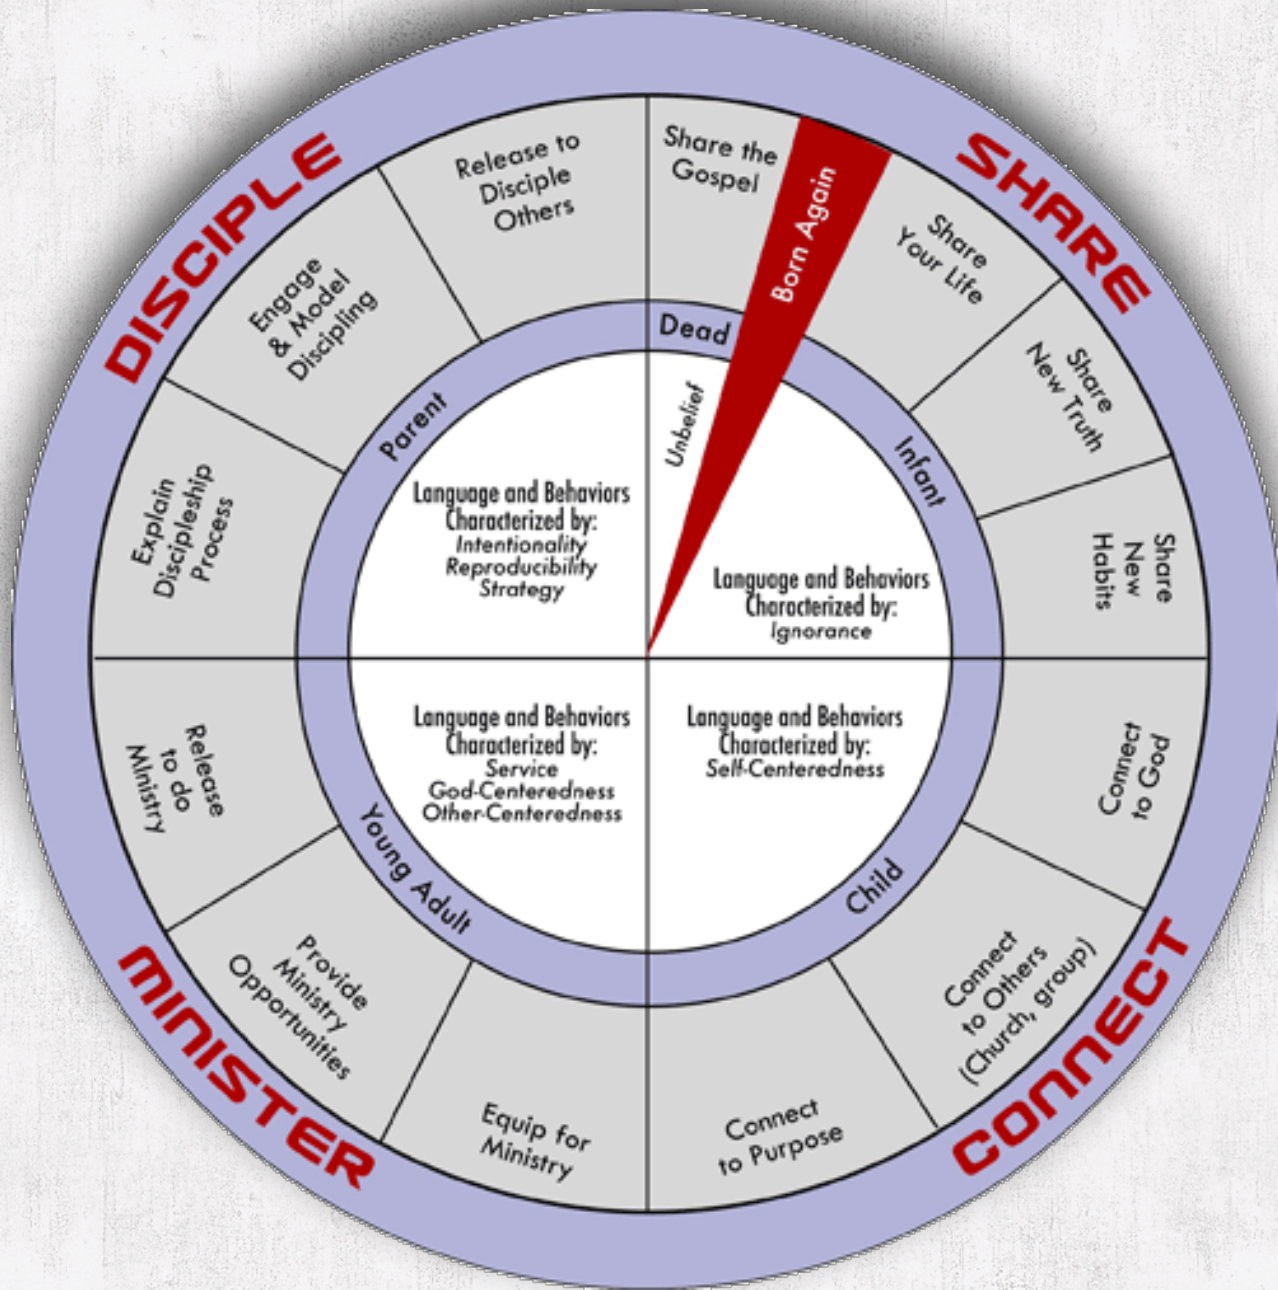 SHARE
Share the
Gospel
Born Again
Share
Your Life
Share
New Truth
Share
New
Habits
Dead
Infant
Unbelief
Language and Behaviors
Characterized by:
Ignorance
CONNECT
Connect
to God
Connect
to Others
(Church, group)
Connect
to Purpose
Child
Language and Behaviors
Characterized by:
Self-Centeredness
MINISTER
Equip for
Ministry
Provide
Ministry
Opportunities
Release
to do
MInistry
Young Adult
Language and Behaviors
Characterized by:
Service
God-Centeredness
Other-Centeredness
DISCIPLE
Explain
Discipleship
Process
Engage
& Model
Discipling
Release to
Disciple
Others
Parent
Language and Behaviors
Characterized by:
Intentionality
Reproducibility
Strategy